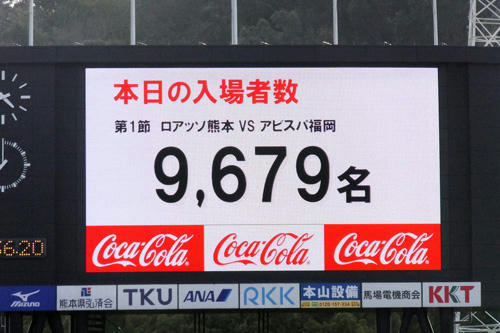 本日の入場者数
第1節 ロアッソ熊本 VS アビスパ福岡
9,679名
Coca-Cola Coca-Cola Coca-Cola
56:20
MIZUNO 熊本県弘済会 TKU ANA RKK 本山設備 0120-157-334 馬場電機商会 KKT